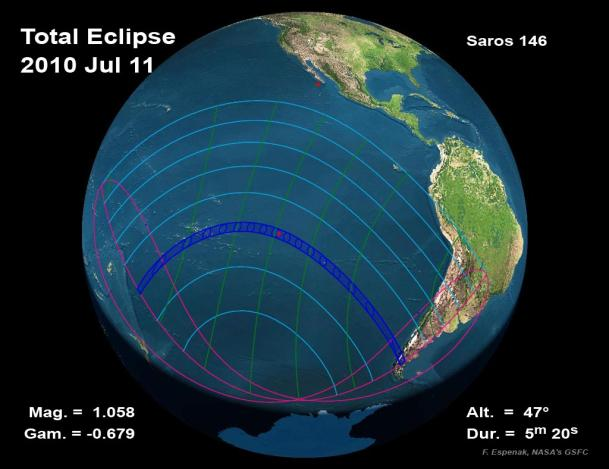 Total Eclipse
2010 Jul 11
Saros 146
Mag. = 1.058
Gam. = -0.679
Alt. = 47°
Dur. = 5ᵐ 20ˢ
F. Espenak, NASA's GSFC